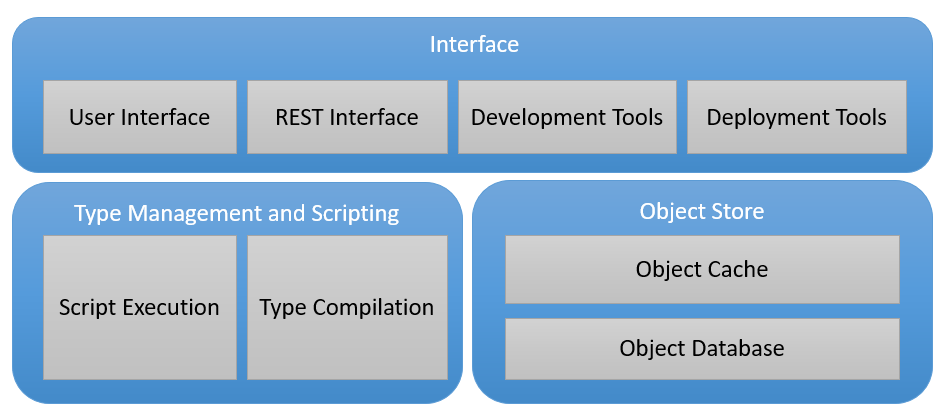 Interface
User Interface
REST Interface
Development Tools
Deployment Tools
Type Management and Scripting
Script Execution
Type Compilation
Object Store
Object Cache
Object Database